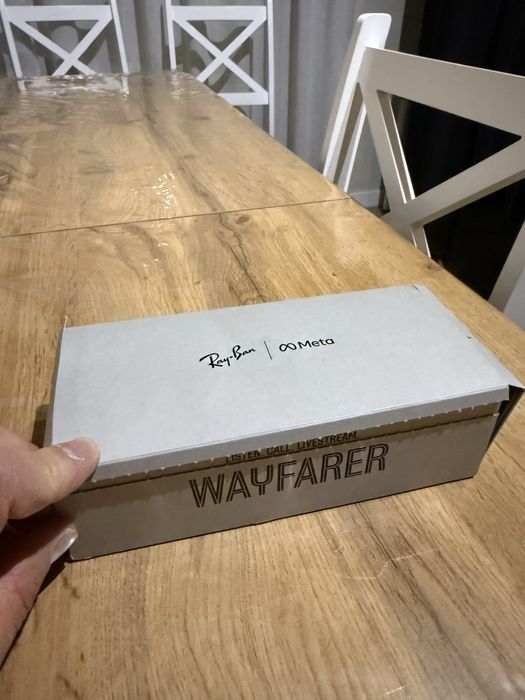 Ray-Ban | ∞ Meta
LISTEN. CALL. LIVESTREAM.
WAYFARER